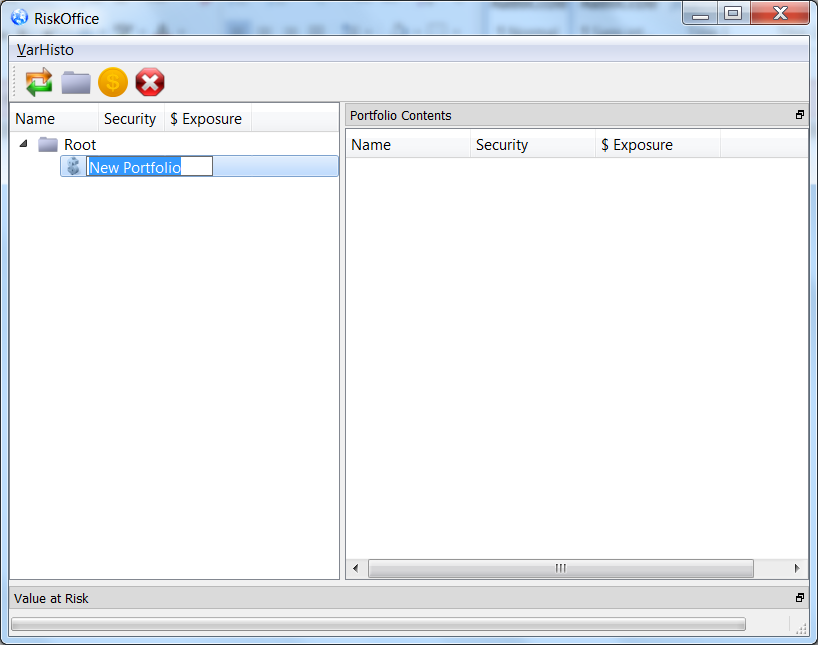 RiskOffice
VarHisto
Name Security $ Exposure
Root
New Portfolio
Portfolio Contents
Name Security $ Exposure
Value at Risk